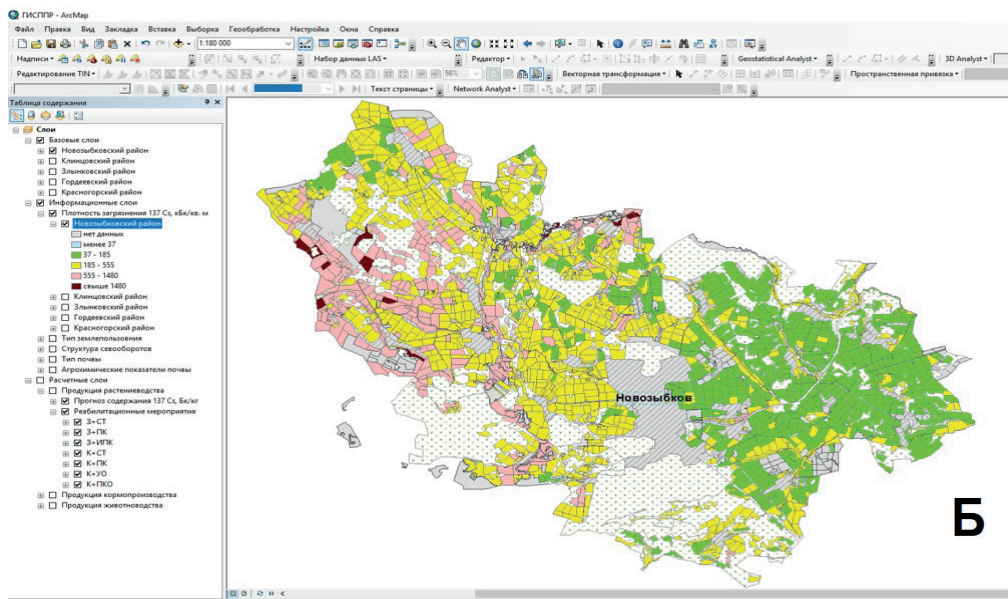 ГИСППР - ArcMap
Файл Правка Вид Закладка Вставка Выборка Геообработка Настройка Окна Справка
1:180 000
Надписи Набор данных LAS Редактор Geostatistical Analyst 3D Analyst
Редактирование TIN 56% Векторная трансформация Пространственная привязка
Текст страницы Network Analyst
Таблица содержания
Слои
Базовые слои
Новозыбковский район
Клинцовский район
Злынковский район
Гордеевский район
Красногорский район
Информационные слои
Плотность загрязнения 137 Cs, кБк/кв. м
Новозыбковский район
нет данных
менее 37
37 - 185
185 - 555
555 - 1480
свыше 1480
Клинцовский район
Злынковский район
Гордеевский район
Красногорский район
Тип землепользовния
Структура севооборотов
Тип почвы
Агрохимические показатели почвы
Расчетные слои
Продукция растениеводства
Прогноз содержания 137 Cs, Бк/кг
Реабилитационные мероприятия
З+СТ
З+ПК
З+ИПК
К+СТ
К+ПК
К+УО
К+ПКО
Продукция кормопроизводства
Продукция животноводства
Новозыбков
Б